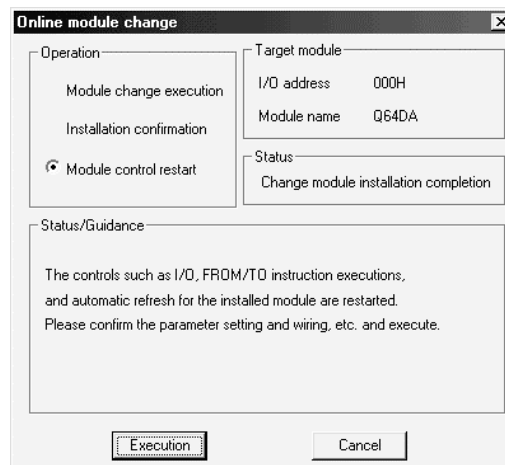 Online module change
Operation
Module change execution
Installation confirmation
Module control restart
Target module
I/O address 000H
Module name Q64DA
Status
Change module installation completion
Status/Guidance
The controls such as I/O, FROM/TO instruction executions,
and automatic refresh for the installed module are restarted.
Please confirm the parameter setting and wiring, etc. and execute.
Execution
Cancel